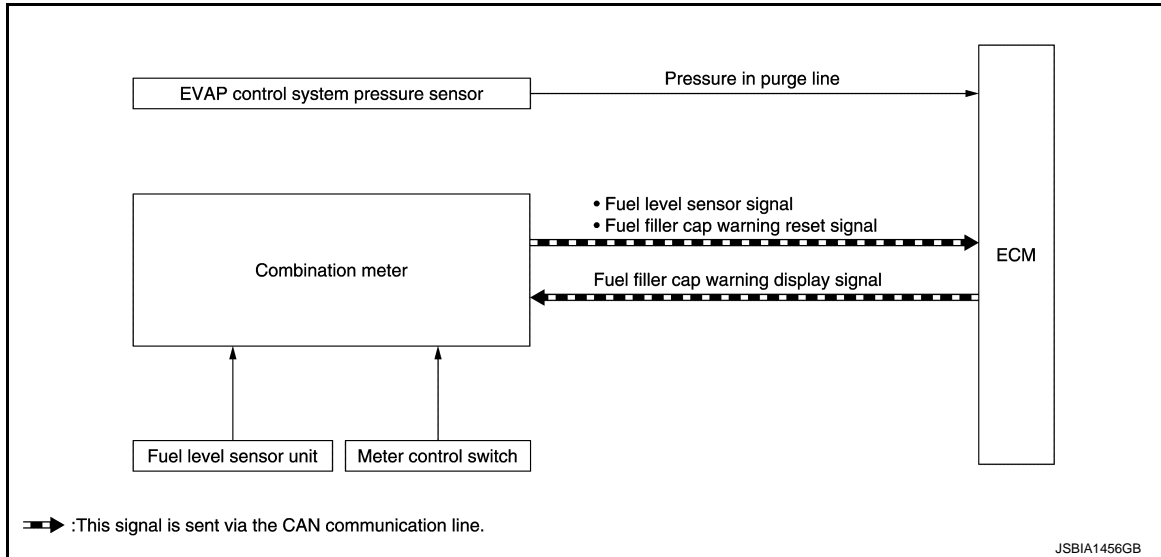 EVAP control system pressure sensor
Pressure in purge line
Combination meter
• Fuel level sensor signal
• Fuel filler cap warning reset signal
Fuel filler cap warning display signal
ECM
Fuel level sensor unit
Meter control switch
:This signal is sent via the CAN communication line.
JSBIA1456GB